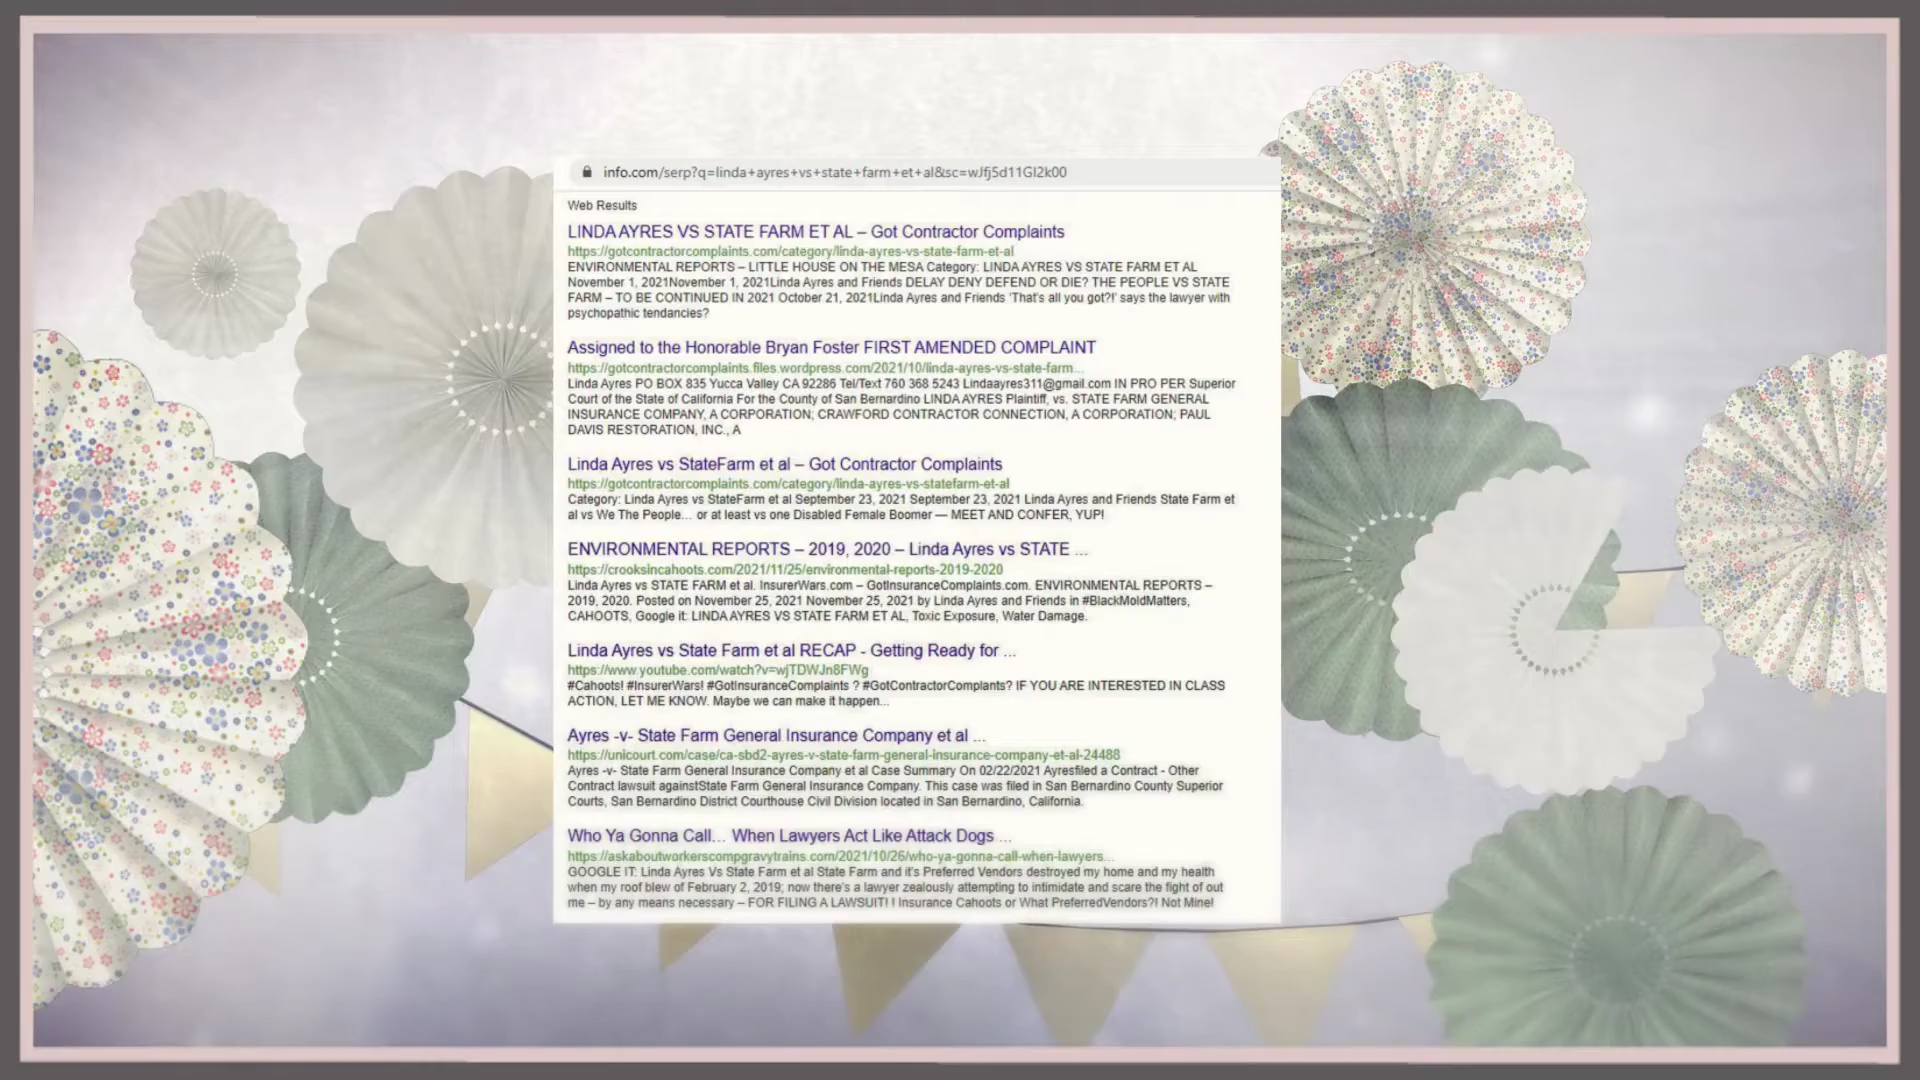 info.com/serp?q=linda+ayres+vs+state+farm+et+al&sc=wJfj5d11GI2k00
Web Results
LINDA AYRES VS STATE FARM ET AL – Got Contractor Complaints
https://gotcontractorcomplaints.com/category/linda-ayres-vs-state-farm-et-al
ENVIRONMENTAL REPORTS – LITTLE HOUSE ON THE MESA Category: LINDA AYRES VS STATE FARM ET AL
November 1, 2021November 1, 2021Linda Ayres and Friends DELAY DENY DEFEND OR DIE? THE PEOPLE VS STATE
FARM – TO BE CONTINUED IN 2021 October 21, 2021Linda Ayres and Friends 'That's all you got?!' says the lawyer with
psychopathic tendancies?
Assigned to the Honorable Bryan Foster FIRST AMENDED COMPLAINT
https://gotcontractorcomplaints.files.wordpress.com/2021/10/linda-ayres-vs-state-farm...
Linda Ayres PO BOX 835 Yucca Valley CA 92286 Tel/Text 760 368 5243 Lindaayres311@gmail.com IN PRO PER Superior
Court of the State of California For the County of San Bernardino LINDA AYRES Plaintiff, vs. STATE FARM GENERAL
INSURANCE COMPANY, A CORPORATION; CRAWFORD CONTRACTOR CONNECTION, A CORPORATION; PAUL
DAVIS RESTORATION, INC., A
Linda Ayres vs StateFarm et al – Got Contractor Complaints
https://gotcontractorcomplaints.com/category/linda-ayres-vs-statefarm-et-al
Category: Linda Ayres vs StateFarm et al September 23, 2021 September 23, 2021 Linda Ayres and Friends State Farm et
al vs We The People... or at least vs one Disabled Female Boomer — MEET AND CONFER, YUP!
ENVIRONMENTAL REPORTS – 2019, 2020 – Linda Ayres vs STATE ...
https://crooksincahoots.com/2021/11/25/environmental-reports-2019-2020
Linda Ayres vs STATE FARM et al. InsurerWars.com – GotInsuranceComplaints.com. ENVIRONMENTAL REPORTS –
2019, 2020. Posted on November 25, 2021 November 25, 2021 by Linda Ayres and Friends in #BlackMoldMatters,
CAHOOTS, Google it: LINDA AYRES VS STATE FARM ET AL, Toxic Exposure, Water Damage.
Linda Ayres vs State Farm et al RECAP - Getting Ready for ...
https://www.youtube.com/watch?v=wjTDWJn8FWg
#Cahoots! #InsurerWars! #GotInsuranceComplaints ? #GotContractorComplants? IF YOU ARE INTERESTED IN CLASS
ACTION, LET ME KNOW. Maybe we can make it happen...
Ayres -v- State Farm General Insurance Company et al ...
https://unicourt.com/case/ca-sbd2-ayres-v-state-farm-general-insurance-company-et-al-24488
Ayres -v- State Farm General Insurance Company et al Case Summary On 02/22/2021 Ayresfiled a Contract - Other
Contract lawsuit againstState Farm General Insurance Company. This case was filed in San Bernardino County Superior
Courts, San Bernardino District Courthouse Civil Division located in San Bernardino, California.
Who Ya Gonna Call... When Lawyers Act Like Attack Dogs ...
https://askaboutworkerscompgravytrains.com/2021/10/26/who-ya-gonna-call-when-lawyers...
GOOGLE IT: Linda Ayres Vs State Farm et al State Farm and it's Preferred Vendors destroyed my home and my health
when my roof blew of February 2, 2019; now there's a lawyer zealously attempting to intimidate and scare the fight of out
me – by any means necessary – FOR FILING A LAWSUIT! ! Insurance Cahoots or What PreferredVendors?! Not Mine!